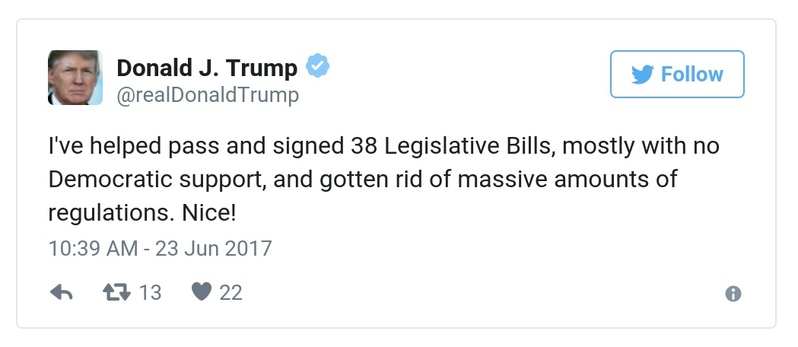 Donald J. Trump
@realDonaldTrump
Follow
I've helped pass and signed 38 Legislative Bills, mostly with no
Democratic support, and gotten rid of massive amounts of
regulations. Nice!
10:39 AM - 23 Jun 2017
13 22